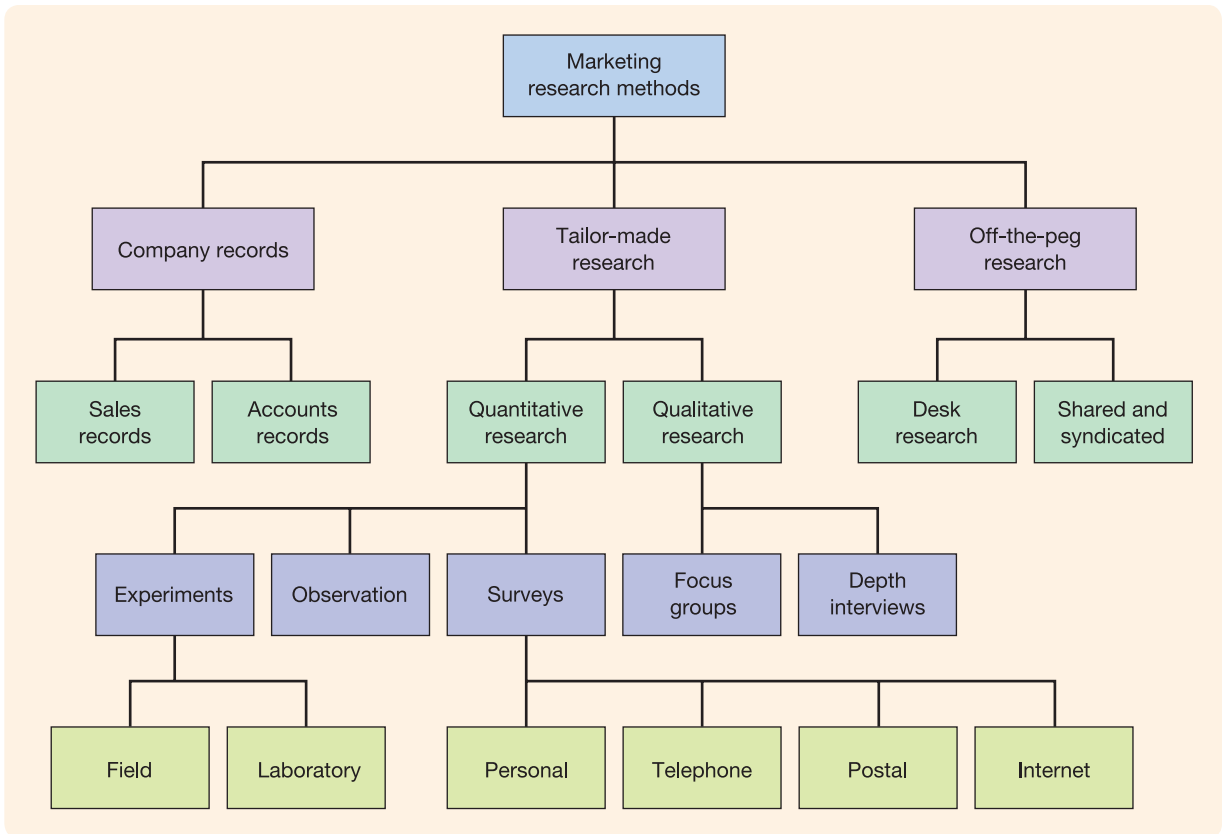 Marketing
research methods
Company records
Tailor-made
research
Off-the-peg
research
Sales
records
Accounts
records
Quantitative
research
Qualitative
research
Desk
research
Shared and
syndicated
Experiments
Observation
Surveys
Focus
groups
Depth
interviews
Field
Laboratory
Personal
Telephone
Postal
Internet